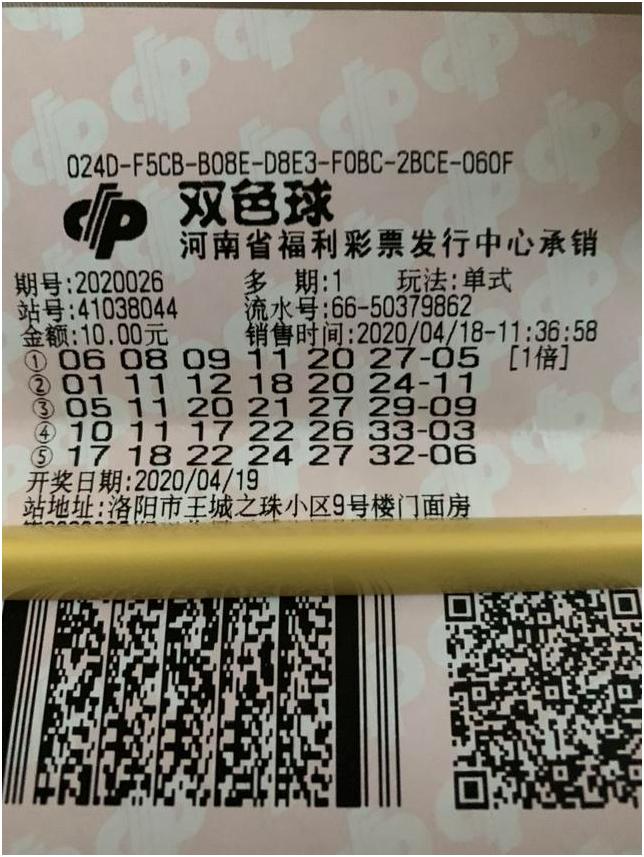 024D-F5CB-B08E-D8E3-F0BC-2BCE-060F
双色球
河南省福利彩票发行中心承销
期号:2020026 多 期:1 玩法:单式
站号:41038044 流水号:66-50379862
金额:10.00元 销售时间:2020/04/18-11:36:58
① 06 08 09 11 20 27-05 [1倍]
② 01 11 12 18 20 24-11
③ 05 11 20 21 27 29-09
④ 10 11 17 22 26 33-03
⑤ 17 18 22 24 27 32-06
开奖日期:2020/04/19
站地址:洛阳市王城之珠小区9号楼门面房